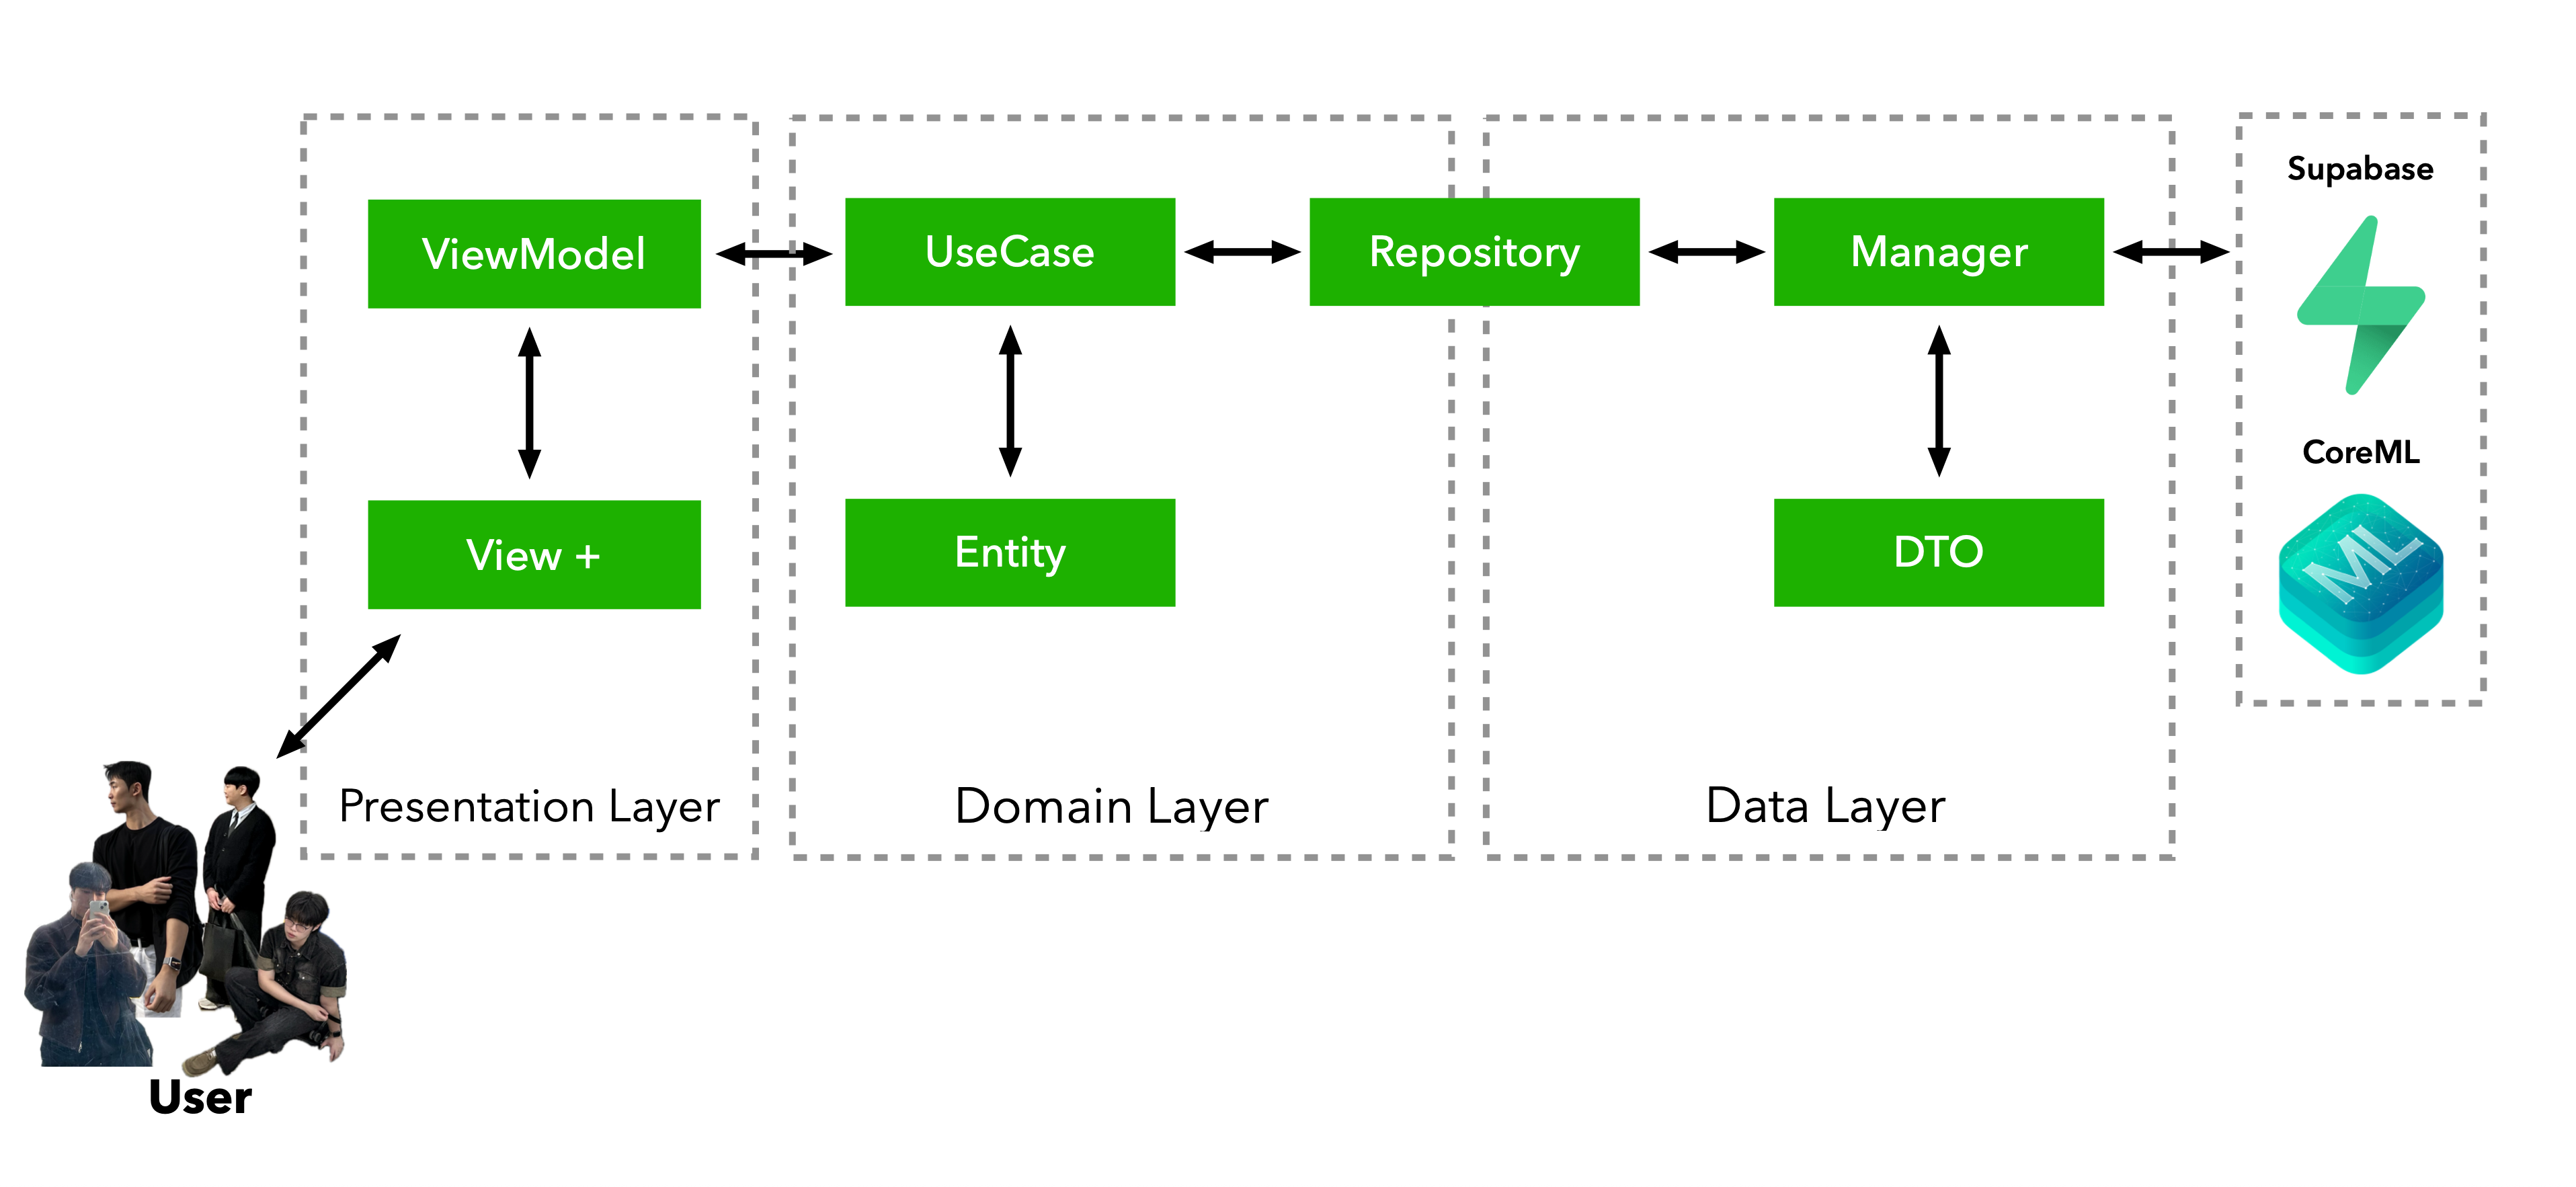 Supabase
ViewModel
UseCase
Repository
Manager
CoreML
View +
Entity
DTO
ML
Presentation Layer
Domain Layer
Data Layer
User